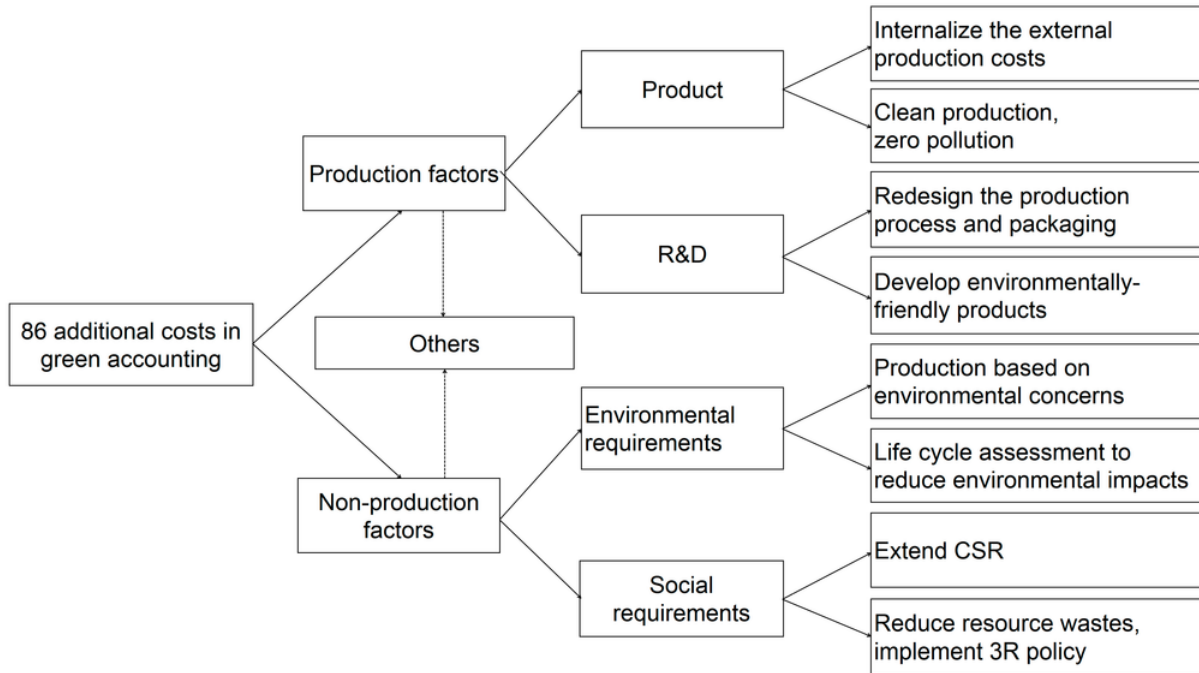 Internalize the external
production costs
Product
Clean production,
zero pollution
Production factors
Redesign the production
process and packaging
R&D
Develop environmentally-
friendly products
86 additional costs in
green accounting
Others
Production based on
environmental concerns
Environmental
requirements
Life cycle assessment to
reduce environmental impacts
Non-production
factors
Extend CSR
Social
requirements
Reduce resource wastes,
implement 3R policy